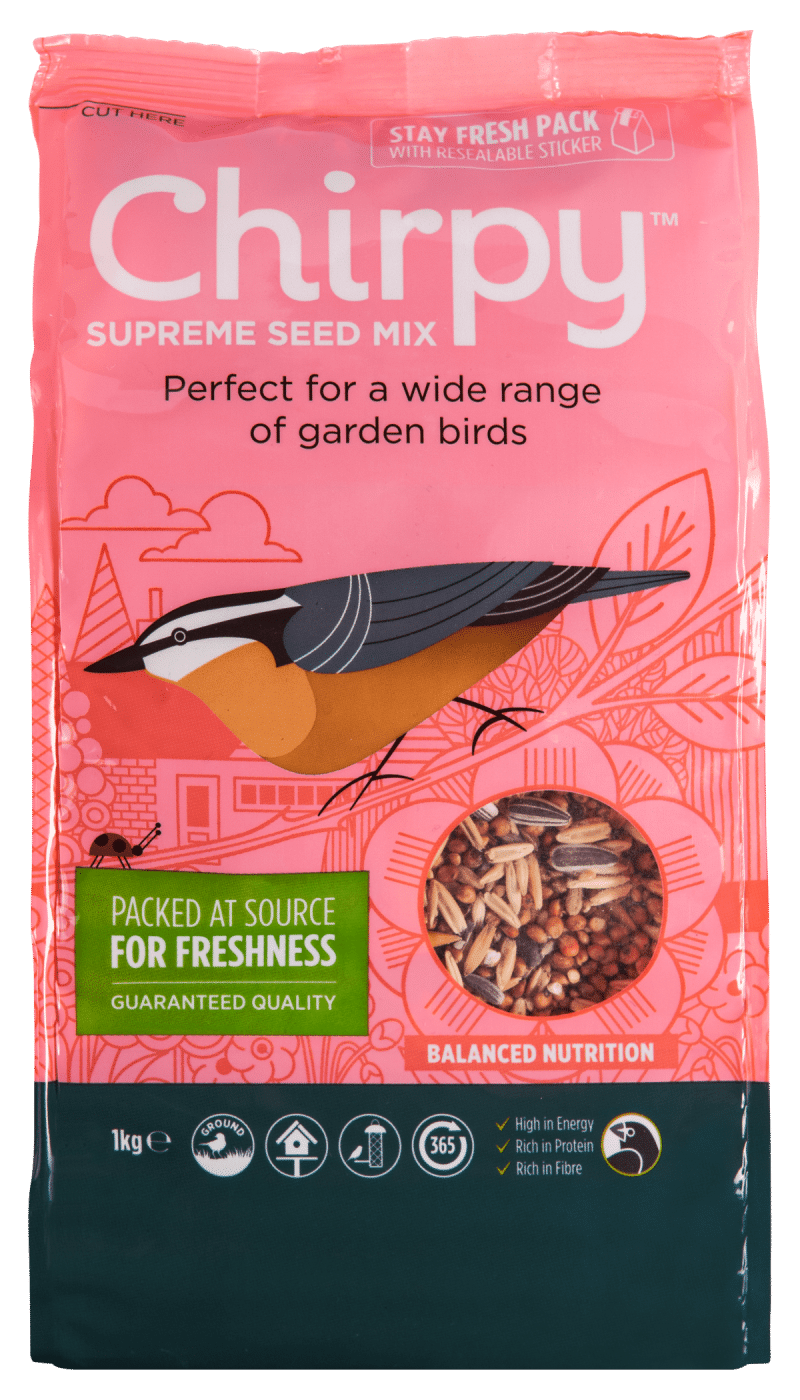 CUT HERE
STAY FRESH PACK
WITH RESEALABLE STICKER
Chirpy™
SUPREME SEED MIX
Perfect for a wide range
of garden birds
PACKED AT SOURCE
FOR FRESHNESS
GUARANTEED QUALITY
BALANCED NUTRITION
1kg ℮
GROUND
365
✓ High in Energy
✓ Rich in Protein
✓ Rich in Fibre